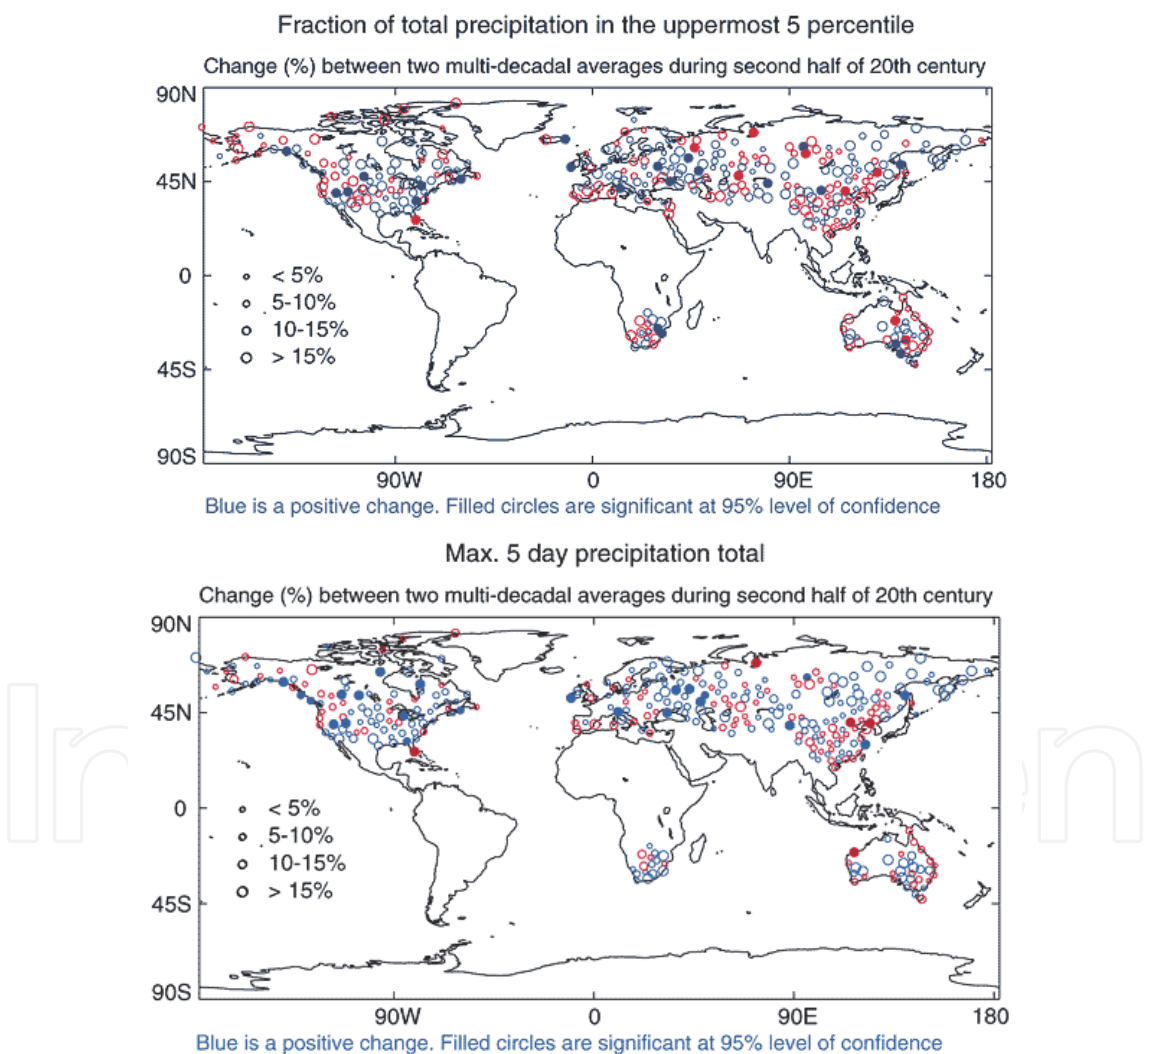 Fraction of total precipitation in the uppermost 5 percentile
Change (%) between two multi-decadal averages during second half of 20th century
90N
45N
0
45S
90S
< 5%
5-10%
10-15%
> 15%
90W
0
90E
180
Blue is a positive change. Filled circles are significant at 95% level of confidence
Max. 5 day precipitation total
Change (%) between two multi-decadal averages during second half of 20th century
90N
45N
0
45S
90S
< 5%
5-10%
10-15%
> 15%
90W
0
90E
180
Blue is a positive change. Filled circles are significant at 95% level of confidence